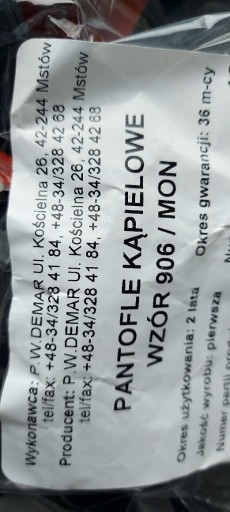 Wykonawca: P.W.DEMAR Ul. Kościelna 26, 42-244 Mstów
tel/fax: +48-34/328 41 84, +48-34/328 42 68
Producent: P.W.DEMAR Ul. Kościelna 26, 42-244 Mstów
tel/fax: +48-34/328 41 84, +48-34/328 42 68
PANTOFLE KĄPIELOWE
WZÓR 906 / MON
Okres użytkowania: 2 lata Okres gwarancji: 36 m-cy
Jakość wyrobu: pierwsza
Numer partii